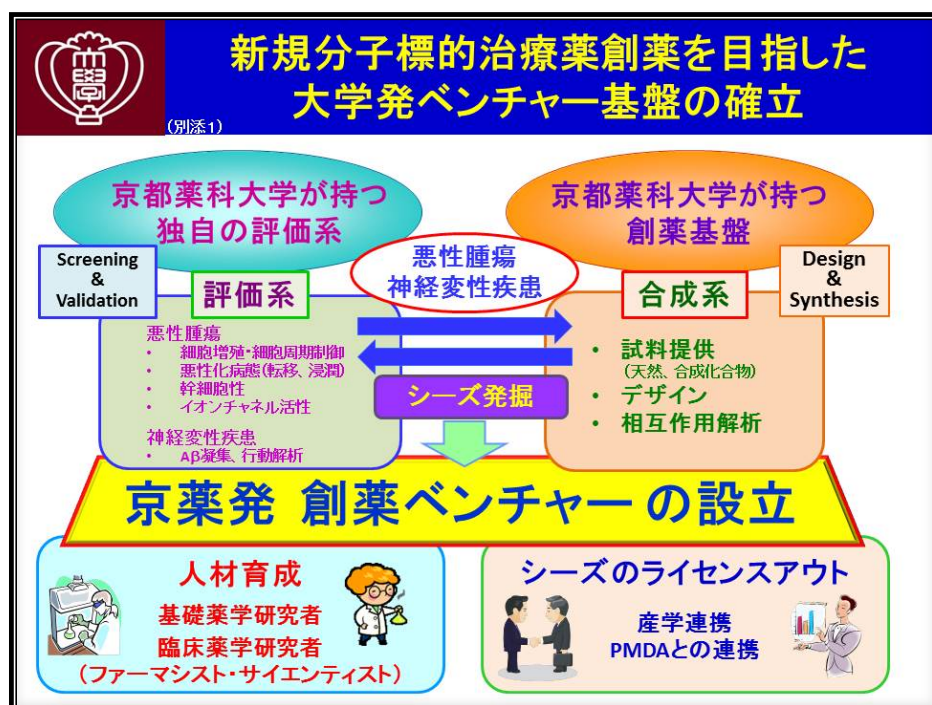 新規分子標的治療薬創薬を目指した
大学発ベンチャー基盤の確立
(別添1)
京都薬科大学が持つ
独自の評価系
京都薬科大学が持つ
創薬基盤
Screening
&
Validation
評価系
悪性腫瘍
神経変性疾患
合成系
Design
&
Synthesis
悪性腫瘍
• 細胞増殖・細胞周期制御
• 悪性化病態(転移、浸潤)
• 幹細胞性
• イオンチャネル活性
神経変性疾患
• Aβ凝集、行動解析
シーズ発掘
• 試料提供
(天然、合成化合物)
• デザイン
• 相互作用解析
京薬発 創薬ベンチャー の設立
人材育成
基礎薬学研究者
臨床薬学研究者
(ファーマシスト・サイエンティスト)
シーズのライセンスアウト
産学連携
PMDAとの連携